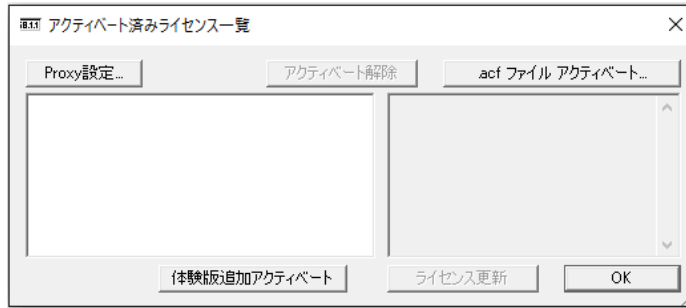 i8.1.1 アクティベート済みライセンス一覧
Proxy設定...
アクティベート解除
.acf ファイル アクティベート...
体験版追加アクティベート
ライセンス更新
OK